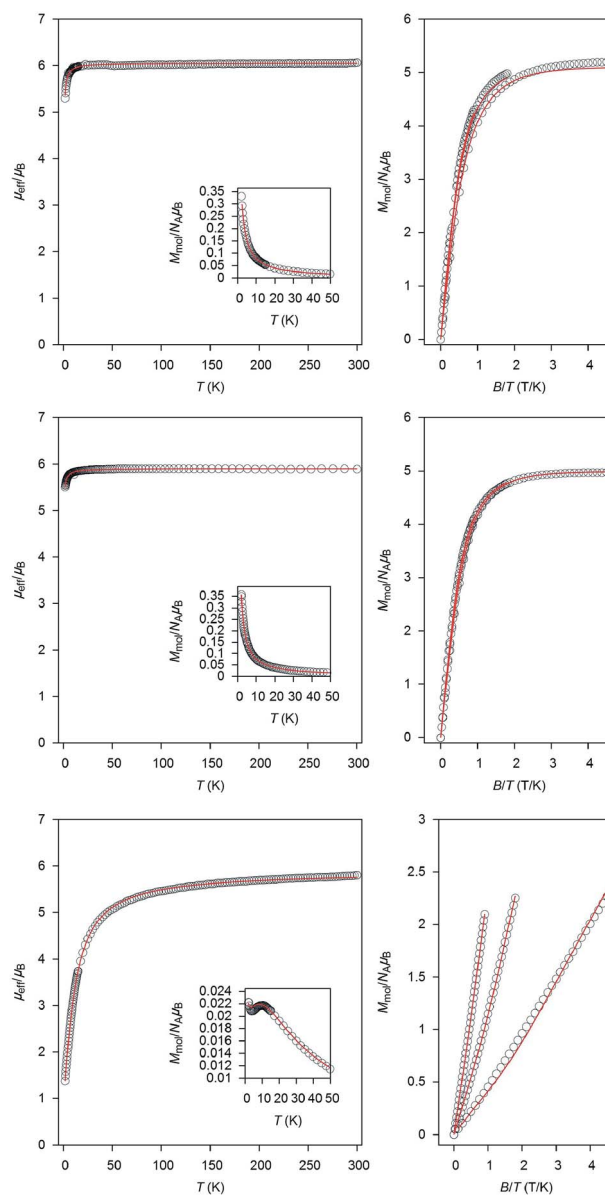 7
6
5
4
3
2
1
0
μeff/μB
0 50 100 150 200 250 300
T (K)
0.35
0.3
0.25
0.2
0.15
0.1
0.05
0
Mmol/NAμB
0 10 20 30 40 50
T (K)
6
5
4
3
2
1
0
Mmol/NAμB
0 1 2 3 4
B/T (T/K)
7
6
5
4
3
2
1
0
μeff/μB
0 50 100 150 200 250 300
T (K)
0.35
0.3
0.25
0.2
0.15
0.1
0.05
0
Mmol/NAμB
0 10 20 30 40 50
T (K)
6
5
4
3
2
1
0
Mmol/NAμB
0 1 2 3 4
B/T (T/K)
7
6
5
4
3
2
1
0
μeff/μB
0 50 100 150 200 250 300
T (K)
0.024
0.022
0.02
0.018
0.016
0.014
0.012
0.01
Mmol/NAμB
0 10 20 30 40 50
T (K)
3
2.5
2
1.5
1
0.5
0
Mmol/NAμB
0 1 2 3 4
B/T (T/K)